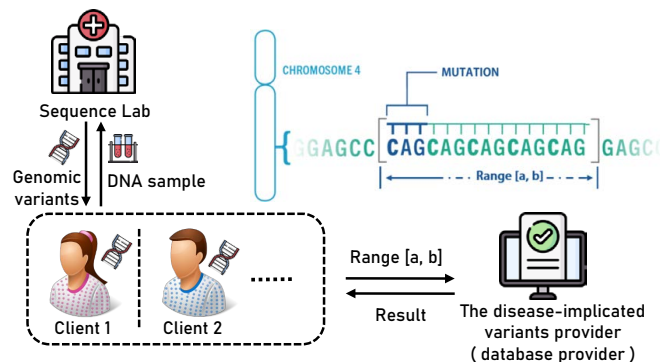 Sequence Lab
Genomic
variants
DNA sample
CHROMOSOME 4
MUTATION
GGAGCC CAGCAGCAGCAGCAG GAGC
Range [a, b]
Client 1
Client 2
......
Range [a, b]
Result
The disease-implicated
variants provider
( database provider )